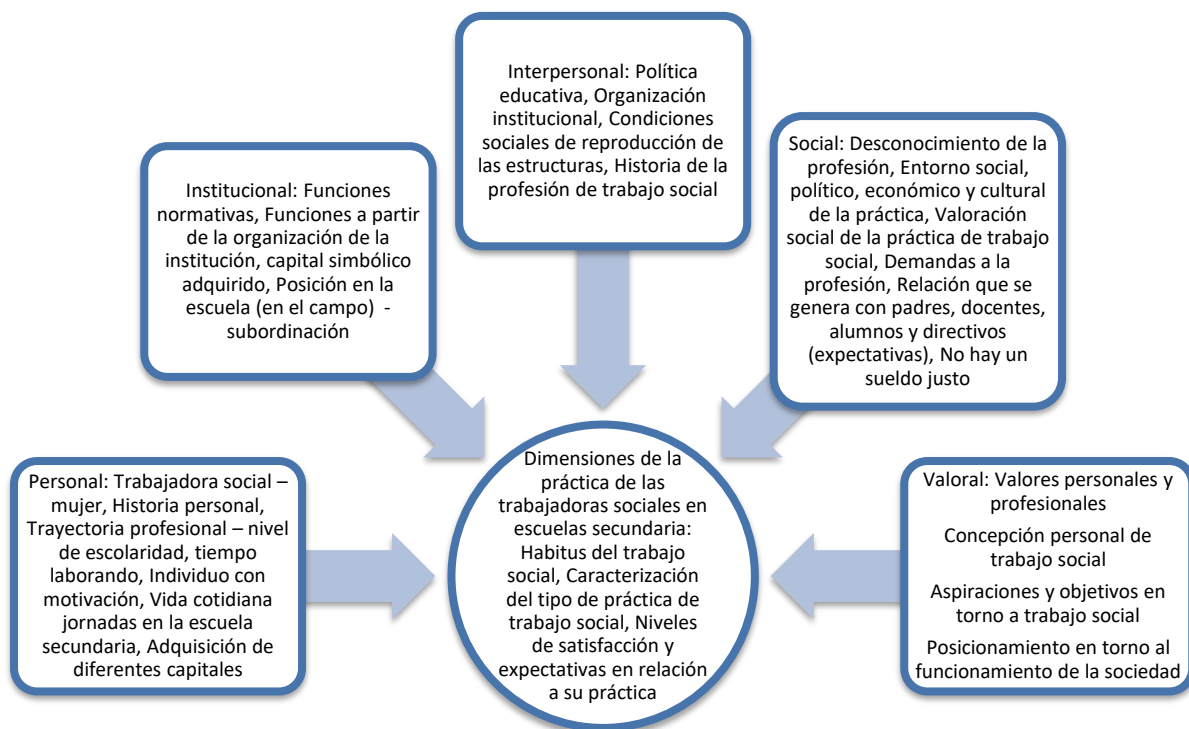 Interpersonal: Política
educativa, Organización
institucional, Condiciones
sociales de reproducción de
las estructuras, Historia de la
profesión de trabajo social
Institucional: Funciones
normativas, Funciones a partir
de la organización de la
institución, capital simbólico
adquirido, Posición en la
escuela (en el campo) -
subordinación
Social: Desconocimiento de la
profesión, Entorno social,
político, económico y cultural
de la práctica, Valoración
social de la práctica de trabajo
social, Demandas a la
profesión, Relación que se
genera con padres, docentes,
alumnos y directivos
(expectativas), No hay un
sueldo justo
Personal: Trabajadora social –
mujer, Historia personal,
Trayectoria profesional – nivel
de escolaridad, tiempo
laborando, Individuo con
motivación, Vida cotidiana
jornadas en la escuela
secundaria, Adquisición de
diferentes capitales
Dimensiones de la
práctica de las
trabajadoras sociales en
escuelas secundaria:
Habitus del trabajo
social, Caracterización
del tipo de práctica de
trabajo social, Niveles de
satisfacción y
expectativas en relación
a su práctica
Valoral: Valores personales y
profesionales
Concepción personal de
trabajo social
Aspiraciones y objetivos en
torno a trabajo social
Posicionamiento en torno al
funcionamiento de la sociedad